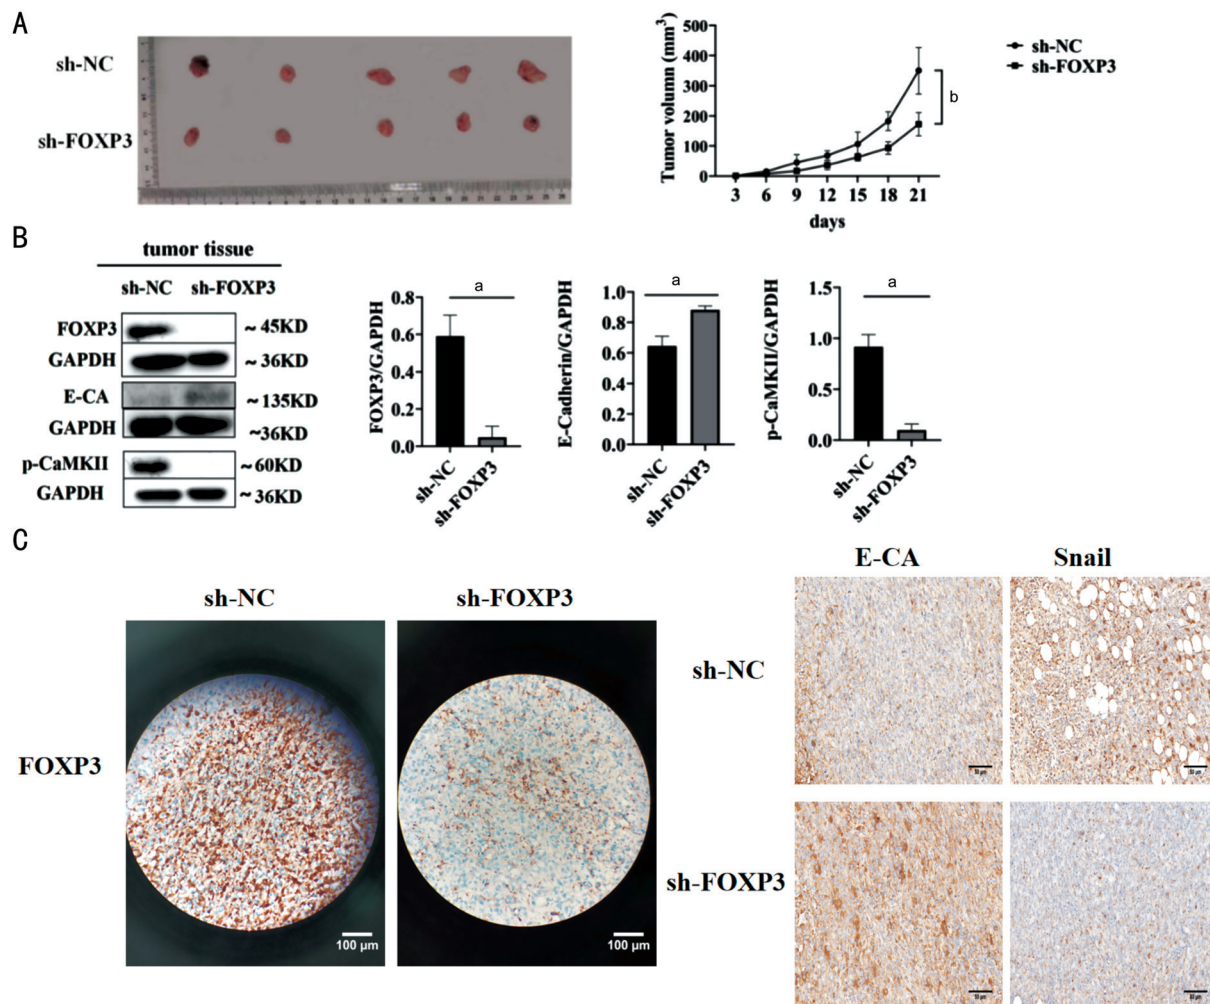 A
sh-NC
sh-FOXP3
Tumor volumn (mm³)
500
400
300
200
100
0
3 6 9 12 15 18 21
days
sh-NC
sh-FOXP3
b
B
tumor tissue
sh-NC sh-FOXP3
FOXP3 ~ 45KD
GAPDH ~ 36KD
E-CA ~ 135KD
GAPDH ~36KD
p-CaMKII ~ 60KD
GAPDH ~ 36KD
FOXP3/GAPDH
0.8
0.6
0.4
0.2
0.0
a
sh-NC
sh-FOXP3
E-Cadherin/GAPDH
1.0
0.8
0.6
0.4
0.2
0.0
a
sh-NC
sh-FOXP3
p-CaMKII/GAPDH
1.5
1.0
0.5
0.0
a
sh-NC
sh-FOXP3
C
sh-NC sh-FOXP3
FOXP3
100 µm
100 µm
E-CA Snail
sh-NC
sh-FOXP3